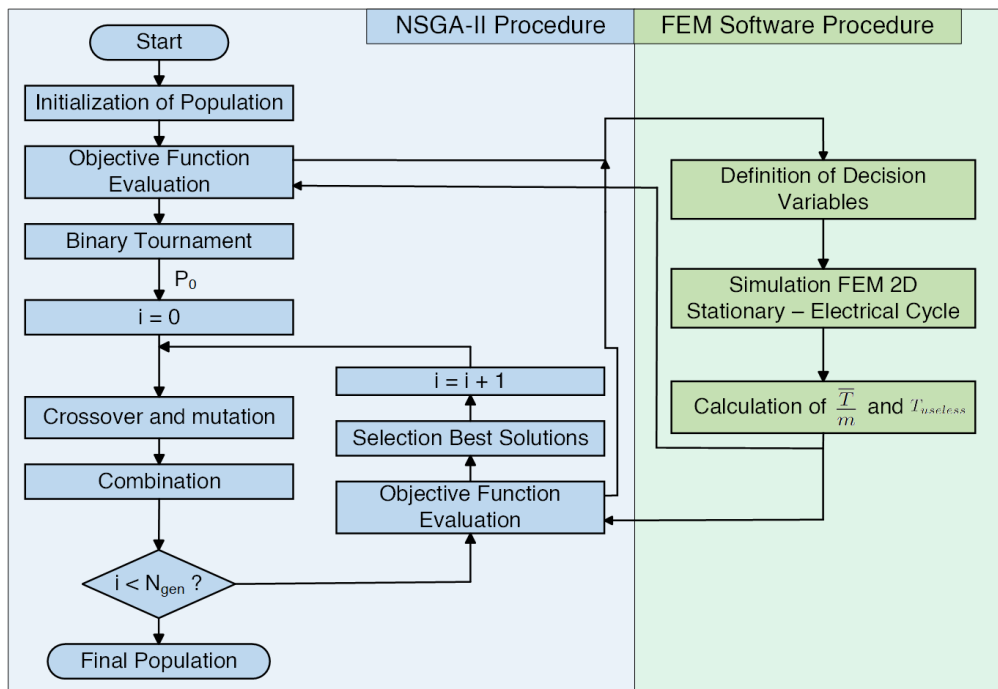 NSGA-II Procedure
FEM Software Procedure
Start
Initialization of Population
Objective Function
Evaluation
Binary Tournament
P₀
i = 0
Crossover and mutation
Combination
i < N_gen ?
Final Population
i = i + 1
Selection Best Solutions
Objective Function
Evaluation
Definition of Decision
Variables
Simulation FEM 2D
Stationary – Electrical Cycle
Calculation of T̅/m and T_useless